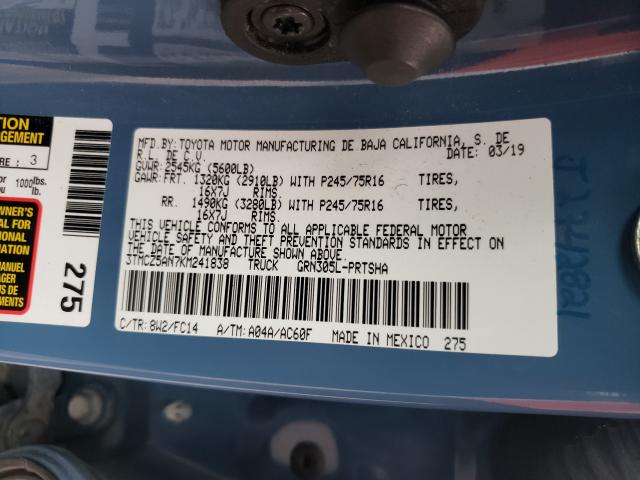 MFD.BY:TOYOTA MOTOR MANUFACTURING DE BAJA CALIFORNIA, S. DE
R.L. DE C.V. DATE: 03/19
GVWR:2545KG (5600LB)
GAWR:FRT. 1320KG (2910LB) WITH P245/75R16 TIRES,
16X7J RIMS.
RR. 1490KG (3280LB) WITH P245/75R16 TIRES,
16X7J RIMS.
THIS VEHICLE CONFORMS TO ALL APPLICABLE FEDERAL MOTOR
VEHICLE SAFETY AND THEFT PREVENTION STANDARDS IN EFFECT ON
THE DATE OF MANUFACTURE SHOWN ABOVE.
3TMCZ5AN7KM241838 TRUCK GRN305L-PRTSHA
C/TR: 8W2/FC14 A/TM: A04A/AC60F MADE IN MEXICO 275
3
1000lbs.
275